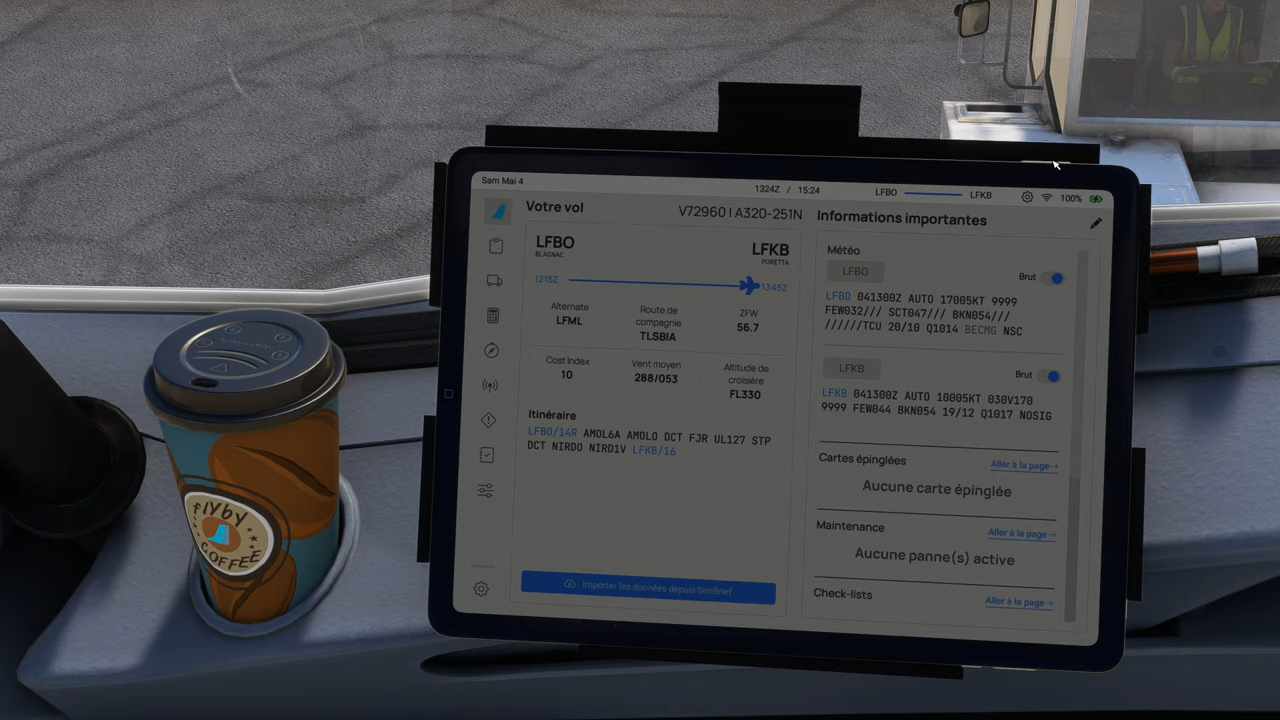 Sam Mai 4
1324Z / 15:24
LFBO
LFKB
100%
Votre vol
V72960 | A320-251N
LFBO
BLAGNAC
LFKB
PORETTA
1215Z
1345Z
Alternate
LFML
Route de
compagnie
TLSBIA
ZFW
56.7
Cost Index
10
Vent moyen
288/053
Altitude de
croisière
FL330
Itinéraire
LFBO/14R AMOL6A AMOLO DCT FJR UL127 STP
DCT NIRDO NIRD1V LFKB/16
Importer les données depuis SimBrief
Informations importantes
Météo
LFBO
Brut
LFBO 041300Z AUTO 17005KT 9999
FEW032/// SCT047/// BKN054///
//////TCU 20/10 Q1014 BECMG NSC
LFKB
Brut
LFKB 041300Z AUTO 10005KT 030V170
9999 FEW044 BKN054 19/12 Q1017 NOSIG
Cartes épinglées
Aller à la page→
Aucune carte épinglée
Maintenance
Aller à la page→
Aucune panne(s) active
Check-lists
Aller à la page→
flyby
COFFEE